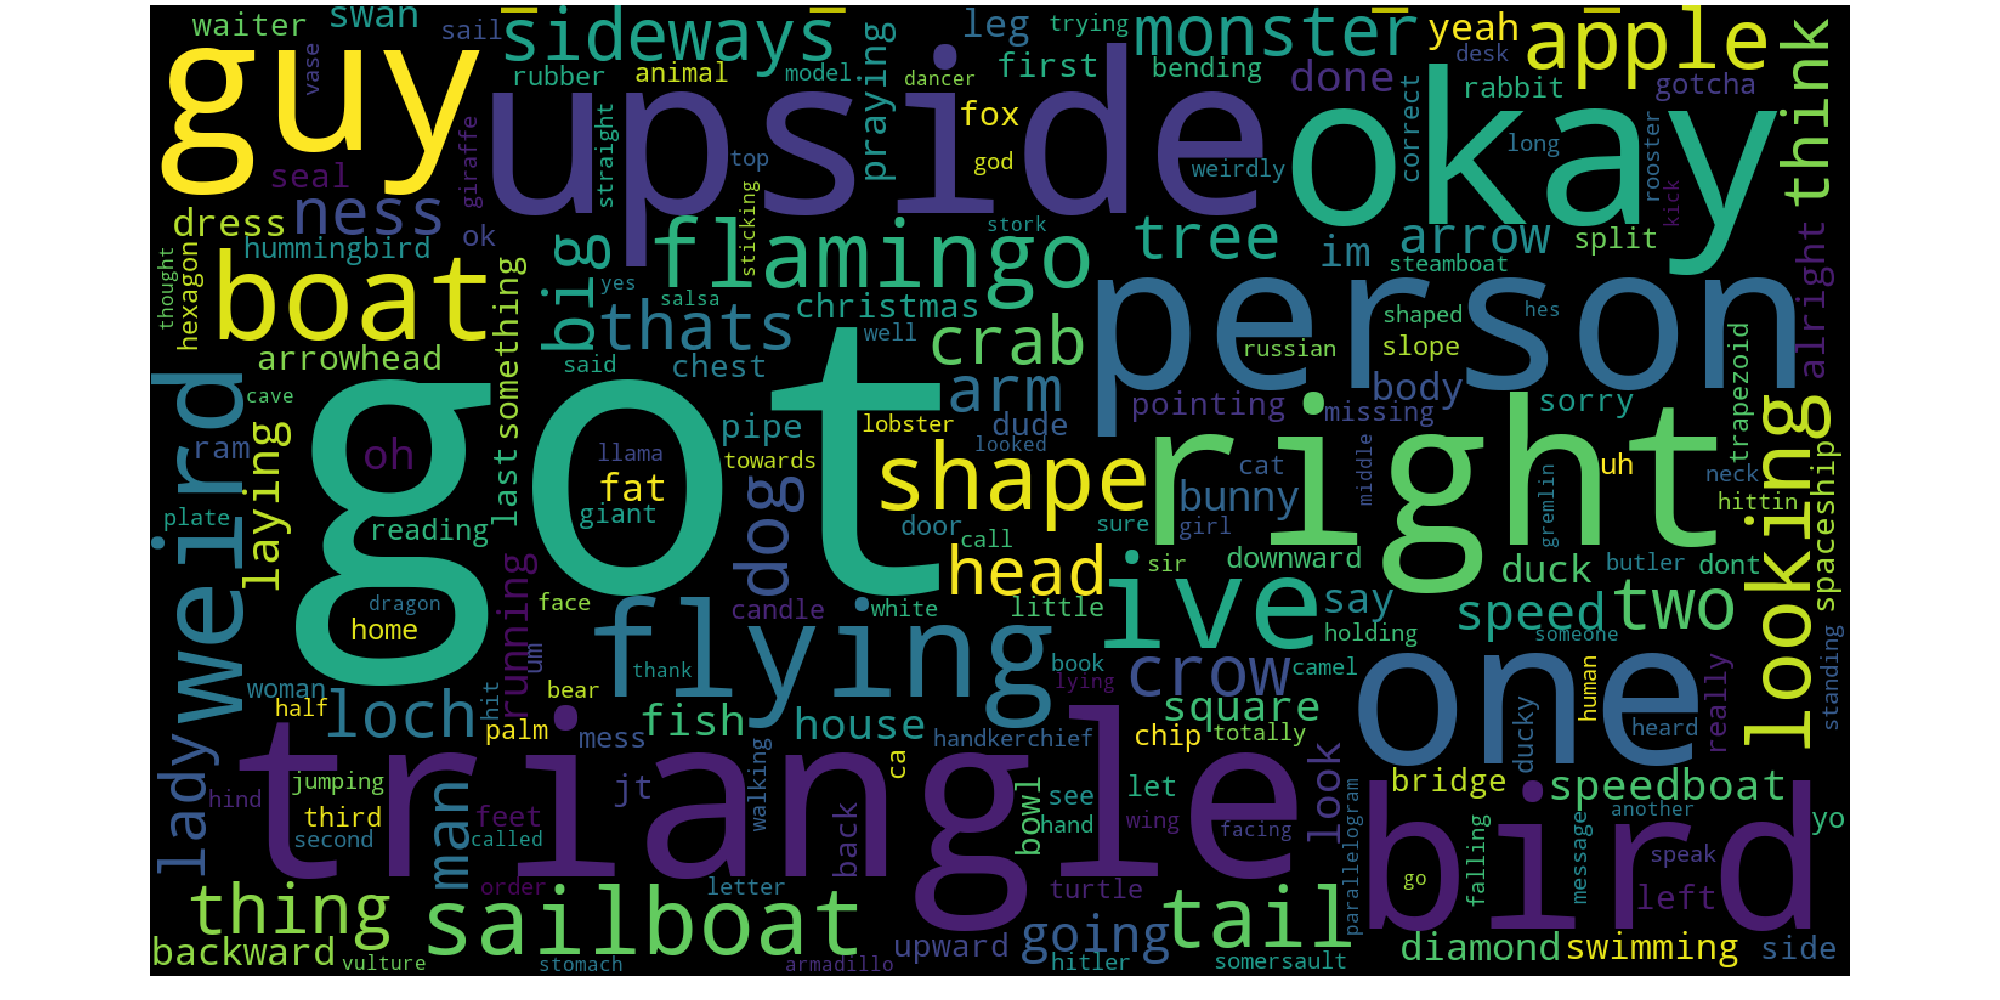 waiter
swan
sail
sideways
leg
trying
monster
yeah
apple
guy
vase
rubber
animal
model
dancer
first
bending
done
desk
rabbit
gotcha
think
upside
okay
praying
fox
god
top
weirdly
correct
long
rooster
kick
seal
giraffe
straight
dress
ness
ok
sticking
stork
hummingbird
big
flamingo
tree
im
arrow
split
alright
steamboat
thought
hexagon
boat
yes
salsa
christmas
person
thats
well
crab
shaped
hes
russian
slope
arrowhead
said
chest
trapezoid
weird
cave
lastsomething
got
arm
body
pointing
missing
sorry
laying
ram
oh
pipe
lobster
dude
looked
right
looking
llama
towards
fat
giant
dog
shape
cat
bunny
middle
uh
neck
hittin
spaceship
plate
reading
door
call
sure
girl
gremlin
head
sir
downward
duck
butler
dont
dragon
home
face
running
um
candle
white
little
ive
say
holding
speed
someone
two
flying
thank
book
lying
crow
camel
one
human
really
standing
woman
half
loch
hit
bear
palm
mess
fish
house
handkerchief
square
chip
totally
ducky
heard
lady
hind
jumping
third
second
triangle
man
feet
called
jt
walking
back
ca
bowl
see
hand
let
wing
facing
look
parallelogram
bridge
speedboat
another
yo
bird
falling
message
speak
go
left
thing
order
letter
sailboat
turtle
tail
backward
vulture
stomach
armadillo
upward
going
hitler
somersault
diamond
swimming
side